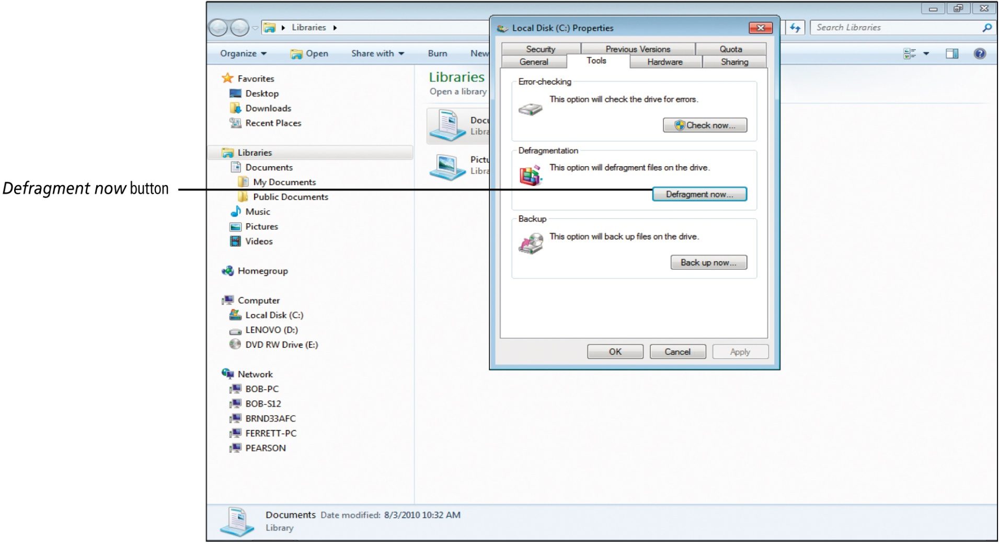 Libraries
Search Libraries
Organize
Open
Share with
Burn
New
Favorites
Desktop
Downloads
Recent Places
Libraries
Documents
My Documents
Public Documents
Music
Pictures
Videos
Homegroup
Computer
Local Disk (C:)
LENOVO (D:)
DVD RW Drive (E:)
Network
BOB-PC
BOB-S12
BRND33AFC
FERRETT-PC
PEARSON
Defragment now button
Libraries
Open a library
Docu
Libra
Pictu
Libra
Local Disk (C:) Properties
Security Previous Versions Quota
General Tools Hardware Sharing
Error-checking
This option will check the drive for errors.
Check now...
Defragmentation
This option will defragment files on the drive.
Defragment now...
Backup
This option will back up files on the drive.
Back up now...
OK Cancel Apply
Documents Date modified: 8/3/2010 10:32 AM
Library